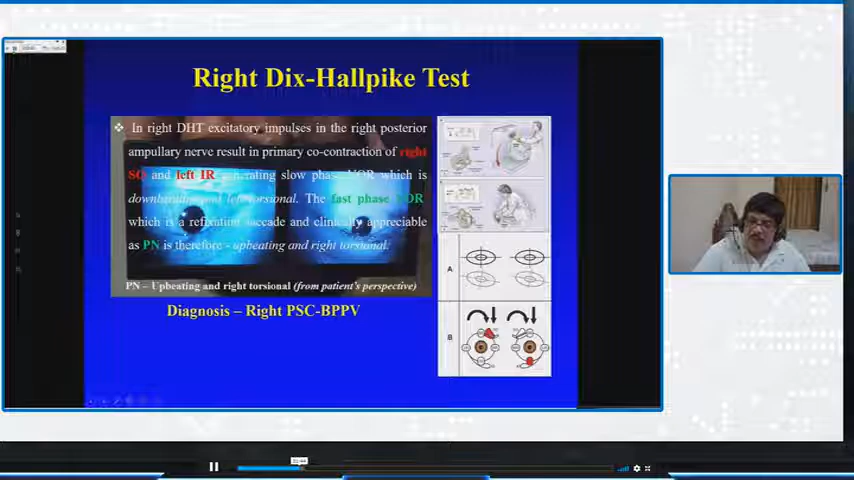 Right Dix-Hallpike Test
❖ In right DHT excitatory impulses in the right posterior
ampullary nerve result in primary co-contraction of right
SO and left IR generating slow phase VOR which is
downbeating and left torsional. The fast phase VOR
which is a refixation saccade and clinically appreciable
as PN is therefore - upbeating and right torsional.
PN – Upbeating and right torsional (from patient's perspective)
Diagnosis – Right PSC-BPPV
A
B